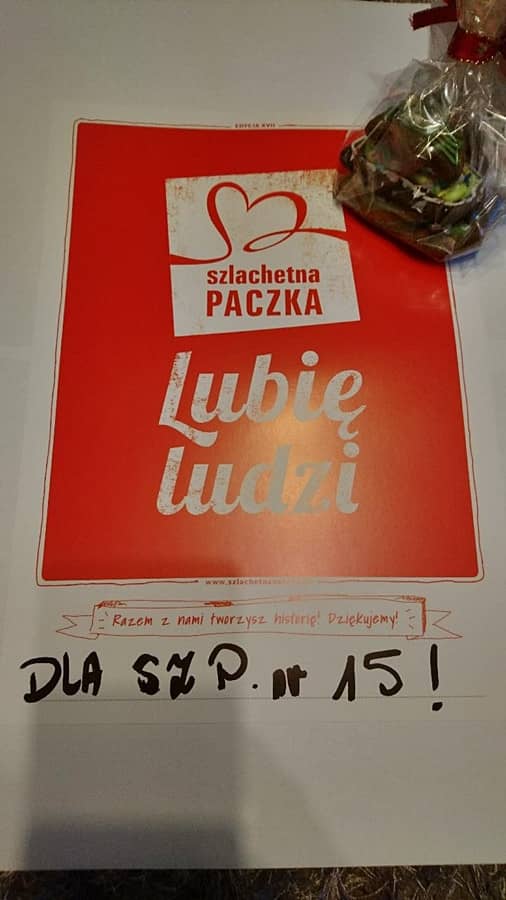 EDYCJA XVII
szlachetna
PACZKA
Lubię
ludzi
Razem z nami tworzysz historię! Dziękujemy!
DLA SZP. nr 15!